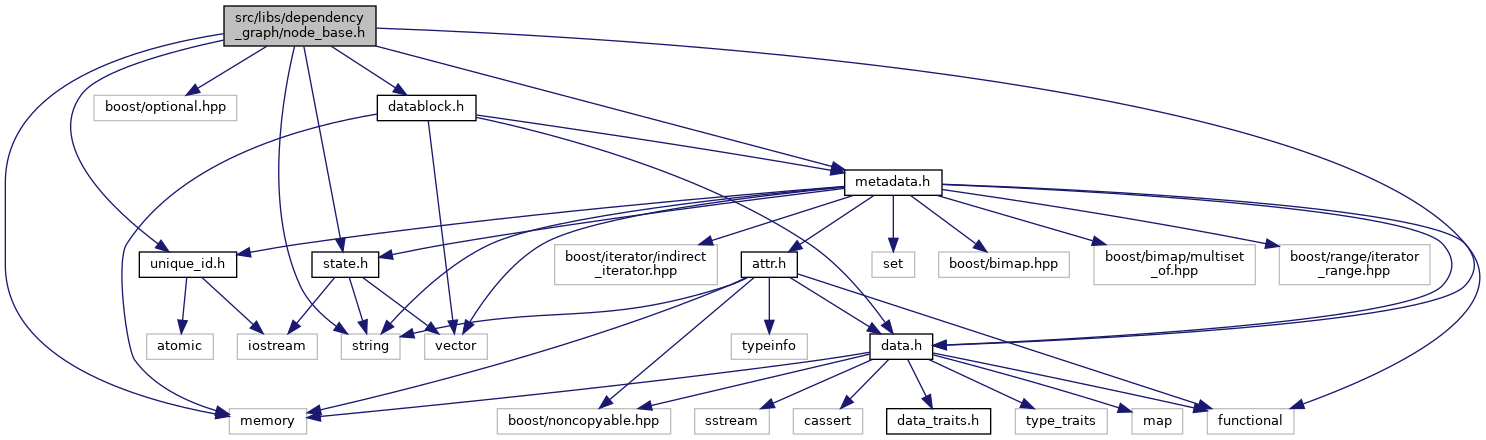 src/libs/dependency
_graph/node_base.h
boost/optional.hpp
datablock.h
metadata.h
unique_id.h
state.h
boost/iterator/indirect
_iterator.hpp
attr.h
set
boost/bimap.hpp
boost/bimap/multiset
_of.hpp
boost/range/iterator
_range.hpp
atomic
iostream
string
vector
typeinfo
data.h
memory
boost/noncopyable.hpp
sstream
cassert
data_traits.h
type_traits
map
functional